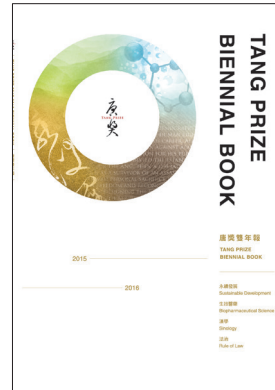 TANG PRIZE
BIENNIAL BOOK
唐獎
Tang Prize
唐獎雙年報
TANG PRIZE
BIENNIAL BOOK
2015
2016
永續發展
Sustainable Development
生技醫藥
Biopharmaceutical Science
漢學
Sinology
法治
Rule of Law